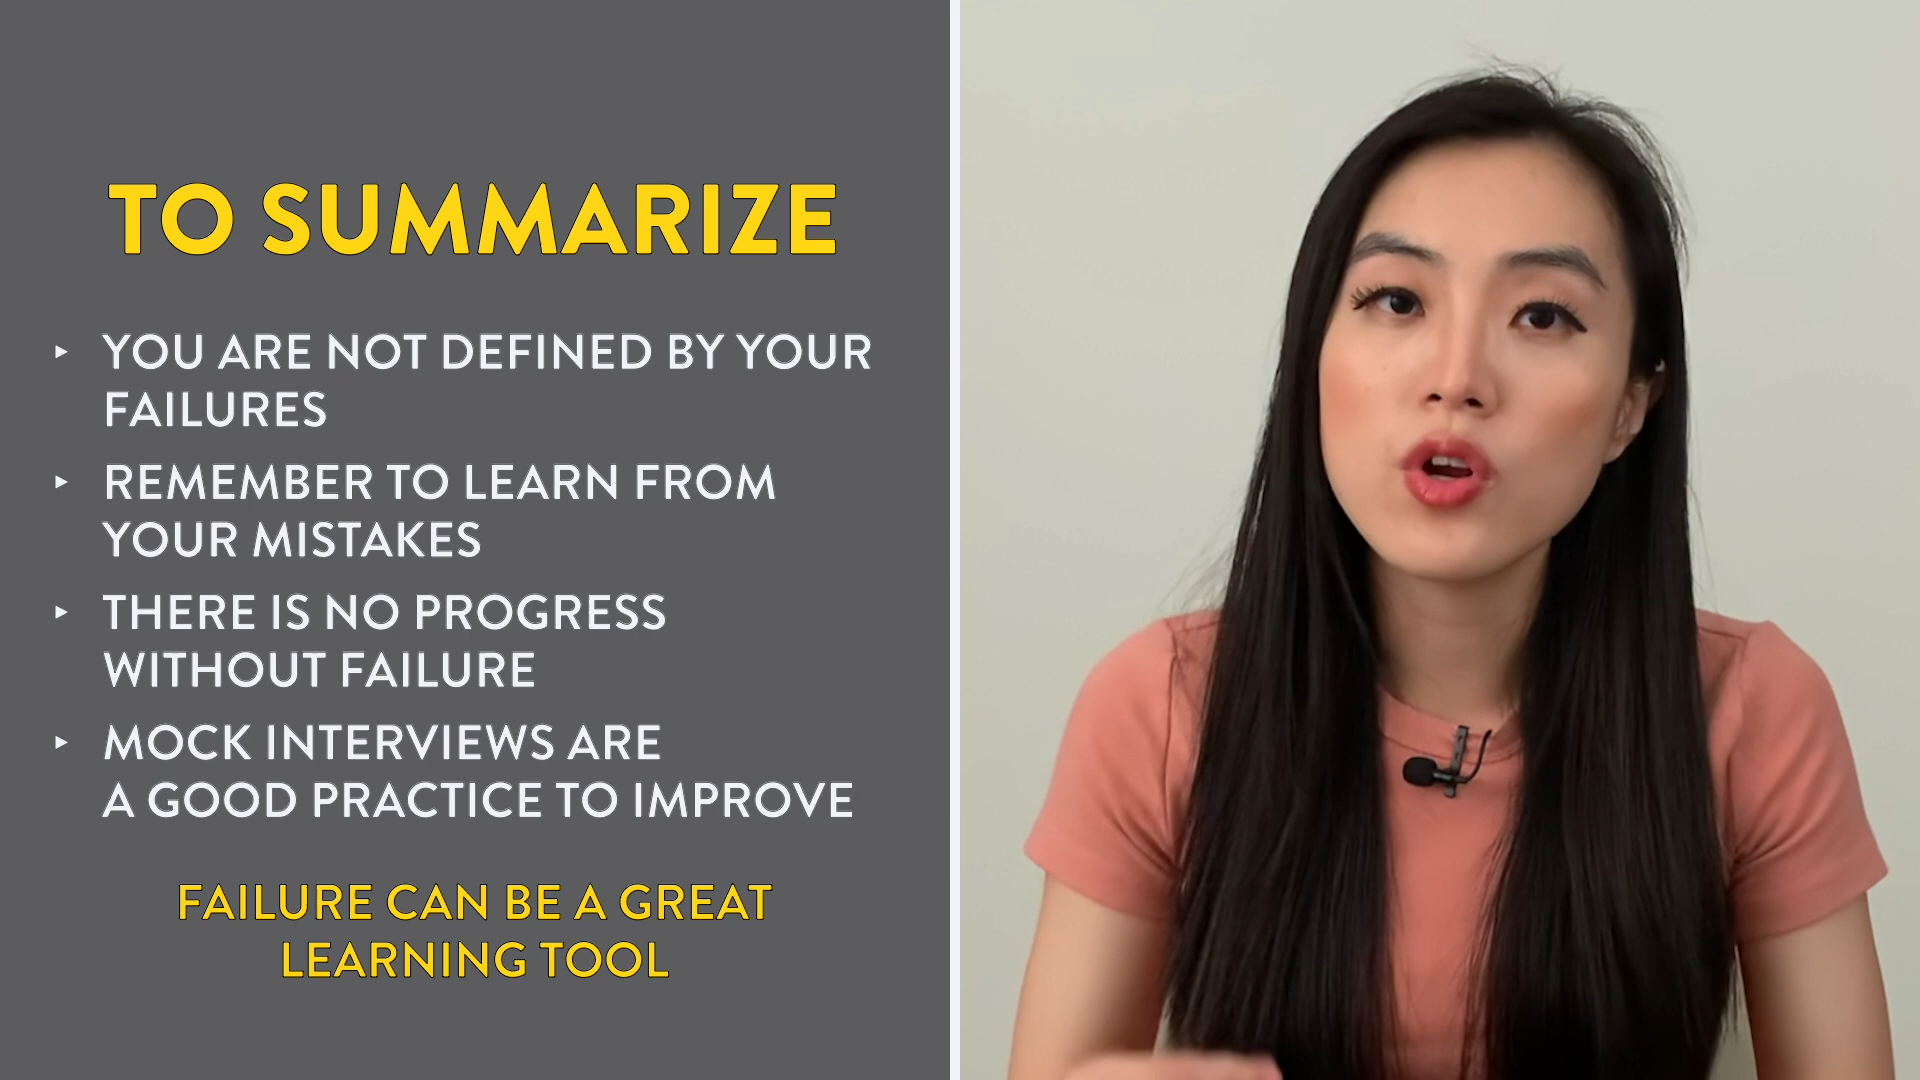 TO SUMMARIZE
▸ YOU ARE NOT DEFINED BY YOUR
FAILURES
▸ REMEMBER TO LEARN FROM
YOUR MISTAKES
▸ THERE IS NO PROGRESS
WITHOUT FAILURE
▸ MOCK INTERVIEWS ARE
A GOOD PRACTICE TO IMPROVE
FAILURE CAN BE A GREAT
LEARNING TOOL